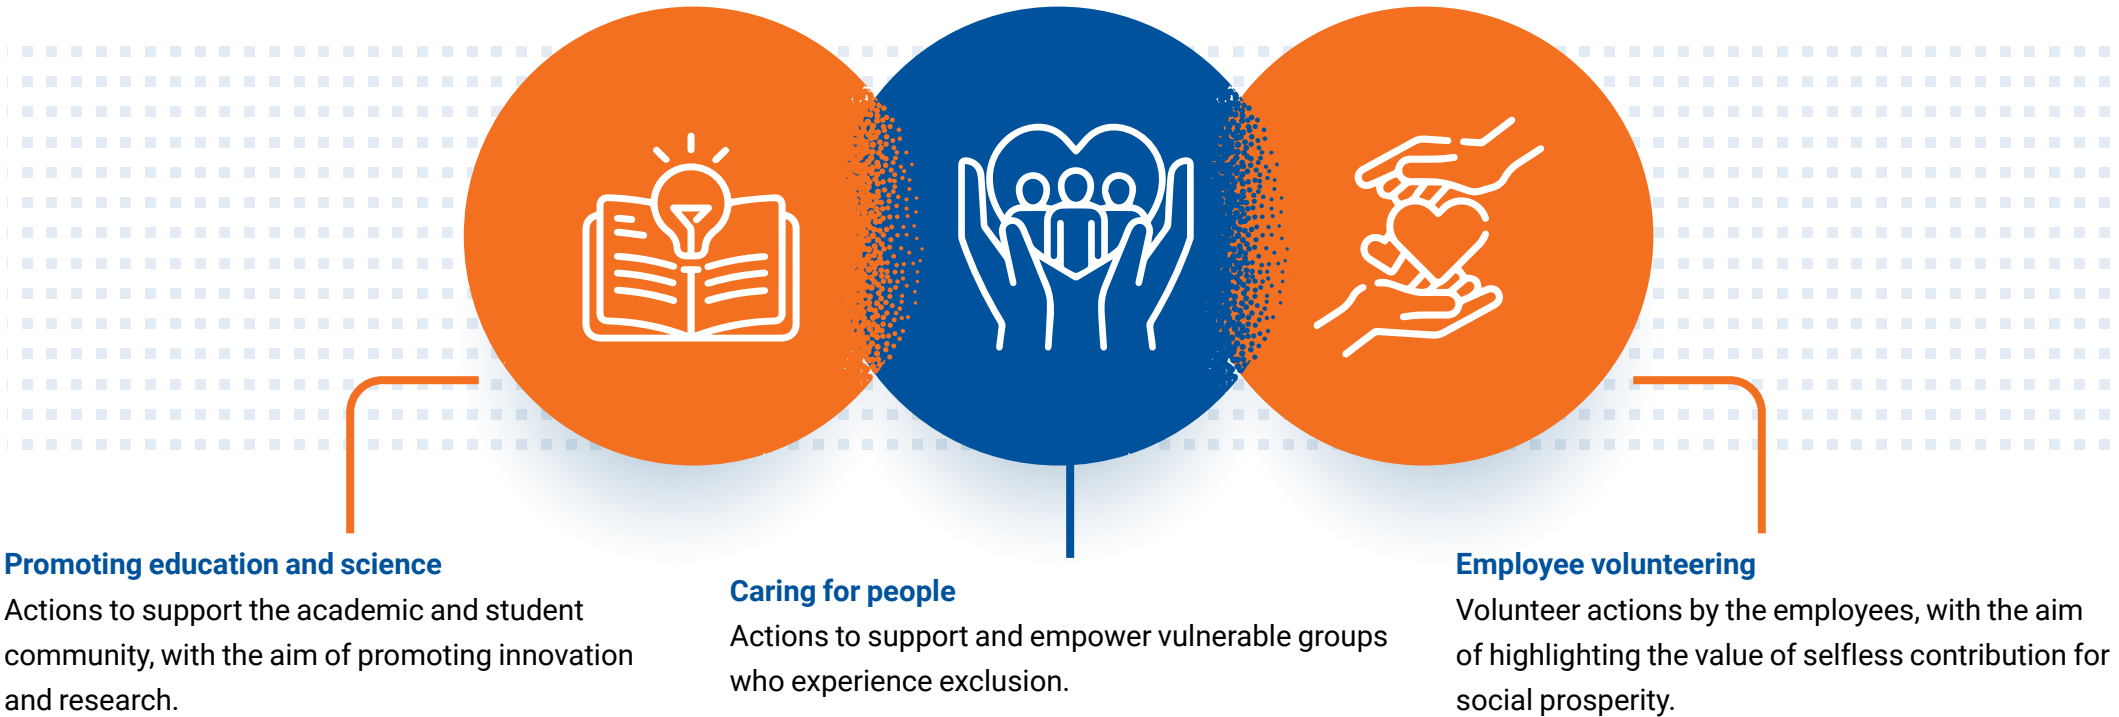 Promoting education and science
Actions to support the academic and student
community, with the aim of promoting innovation
and research.
Caring for people
Actions to support and empower vulnerable groups
who experience exclusion.
Employee volunteering
Volunteer actions by the employees, with the aim
of highlighting the value of selfless contribution for
social prosperity.